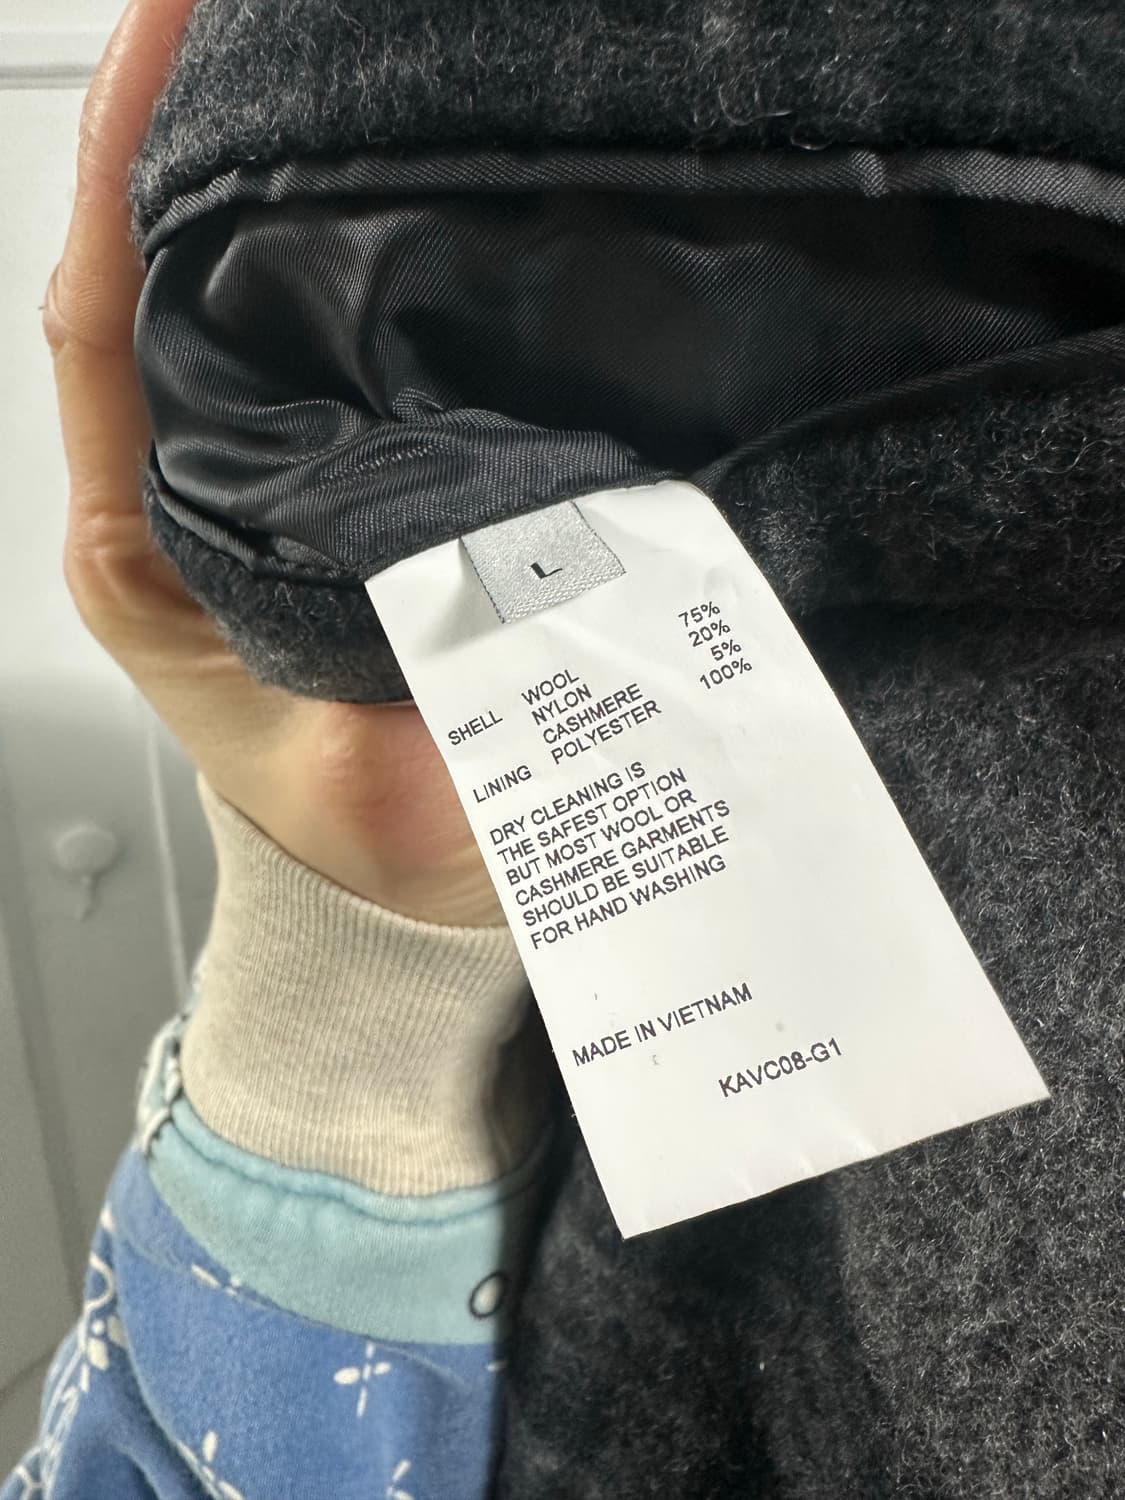 L
SHELL WOOL 75%
NYLON 20%
CASHMERE 5%
LINING POLYESTER 100%
DRY CLEANING IS
THE SAFEST OPTION
BUT MOST WOOL OR
CASHMERE GARMENTS
SHOULD BE SUITABLE
FOR HAND WASHING
MADE IN VIETNAM
KAVC08-G1